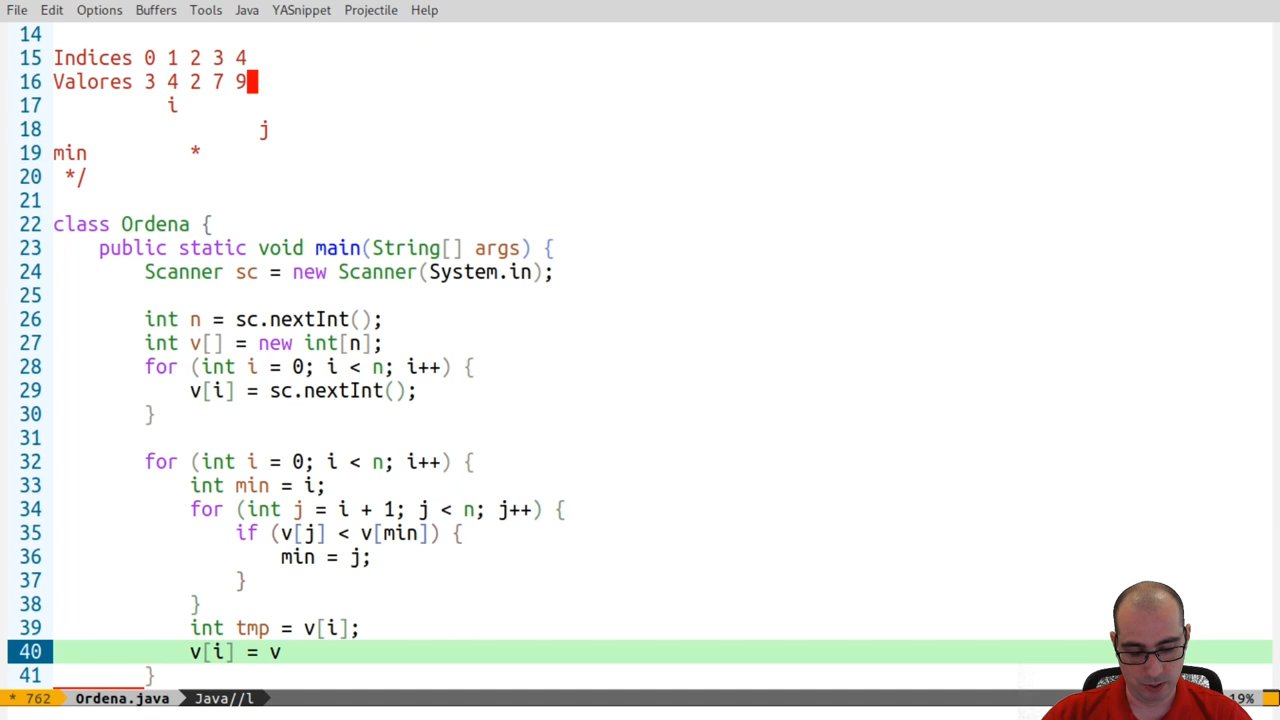 File Edit Options Buffers Tools Java YASnippet Projectile Help
14
15 Indices 0 1 2 3 4
16 Valores 3 4 2 7 9
17 i
18 j
19 min *
20 */
21
22 class Ordena {
23 public static void main(String[] args) {
24 Scanner sc = new Scanner(System.in);
25
26 int n = sc.nextInt();
27 int v[] = new int[n];
28 for (int i = 0; i < n; i++) {
29 v[i] = sc.nextInt();
30 }
31
32 for (int i = 0; i < n; i++) {
33 int min = i;
34 for (int j = i + 1; j < n; j++) {
35 if (v[j] < v[min]) {
36 min = j;
37 }
38 }
39 int tmp = v[i];
40 v[i] = v
41 }
* 762 Ordena.java Java//l 19%